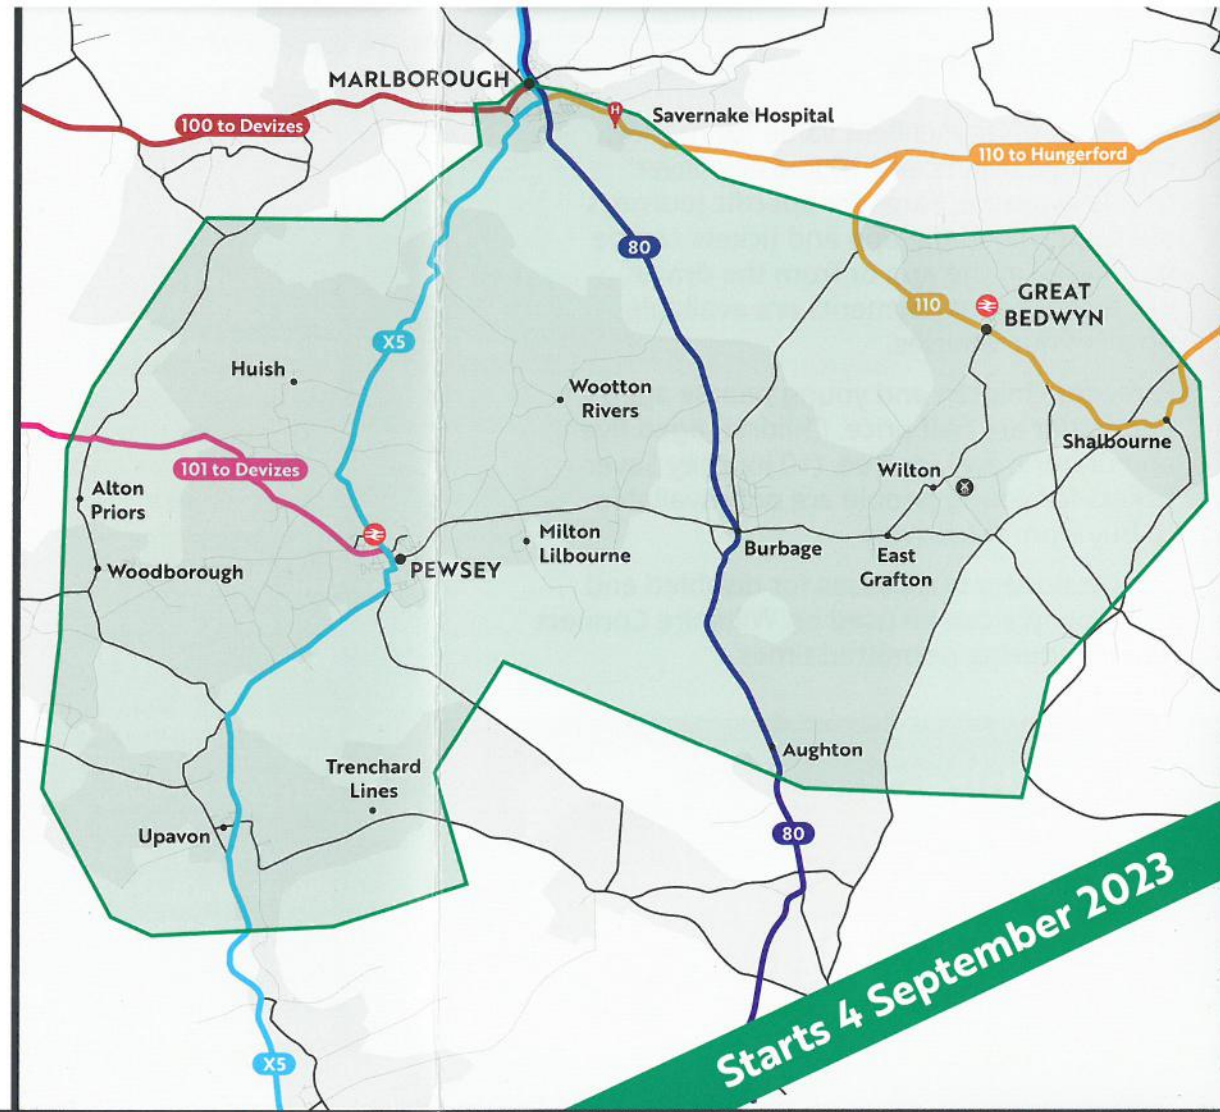 MARLBOROUGH
H
Savernake Hospital
100 to Devizes
110 to Hungerford
80
110
GREAT
BEDWYN
X5
Huish
Wootton
Rivers
Shalbourne
101 to Devizes
Wilton
Alton
Priors
Milton
Lilbourne
Burbage
East
Grafton
Woodborough
PEWSEY
Aughton
Trenchard
Lines
Upavon
80
Starts 4 September 2023
X5